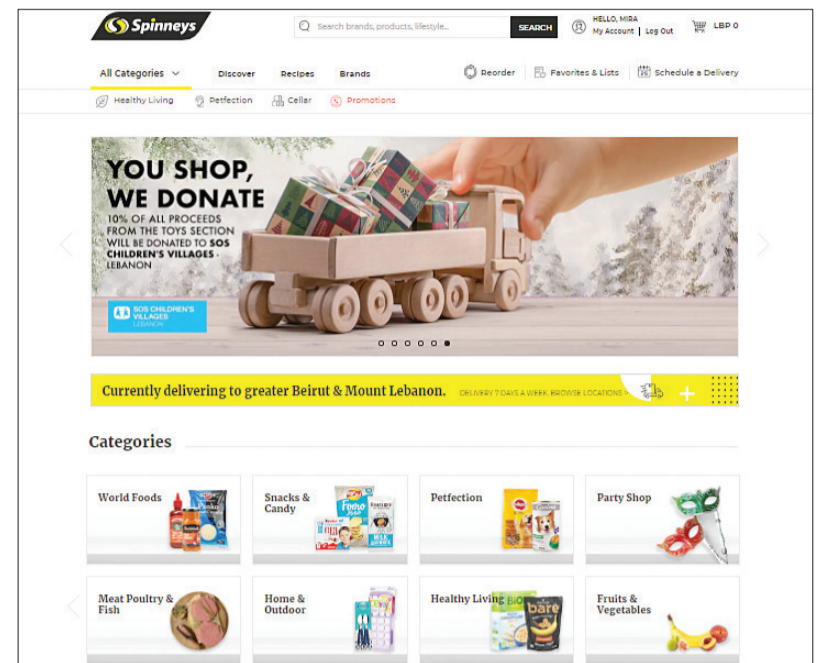 Spinneys
Search brands, products, lifestyle...
SEARCH
HELLO, MIRA
My Account | Log Out
LBP 0
All Categories
Discover
Recipes
Brands
Reorder
Favorites & Lists
Schedule a Delivery
Healthy Living
Petfection
Cellar
Promotions
YOU SHOP,
WE DONATE
10% OF ALL PROCEEDS
FROM THE TOYS SECTION
WILL BE DONATED TO SOS
CHILDREN'S VILLAGES -
LEBANON
SOS CHILDREN'S
VILLAGES
LEBANON
Currently delivering to greater Beirut & Mount Lebanon.
DELIVERY 7 DAYS A WEEK. BROWSE LOCATIONS >
Categories
World Foods
Snacks &
Candy
Petfection
Party Shop
Meat Poultry &
Fish
Home &
Outdoor
Healthy Living
Fruits &
Vegetables
bare